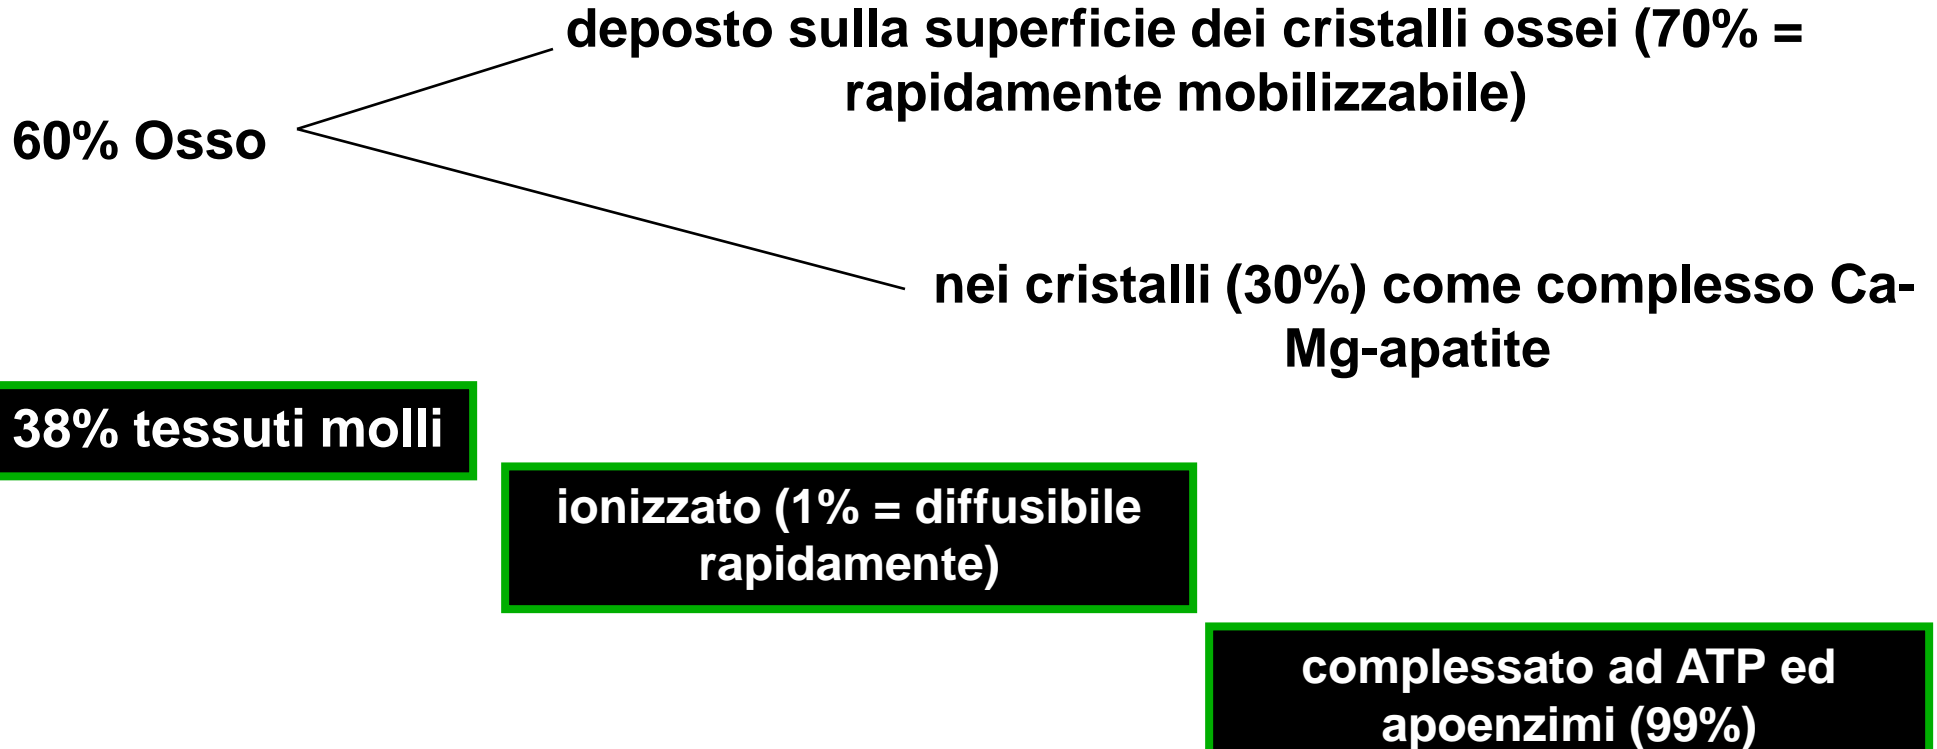 deposto sulla superficie dei cristalli ossei (70% =
rapidamente mobilizzabile)
60% Osso
nei cristalli (30%) come complesso Ca-
Mg-apatite
38% tessuti molli
ionizzato (1% = diffusibile
rapidamente)
complessato ad ATP ed
apoenzimi (99%)